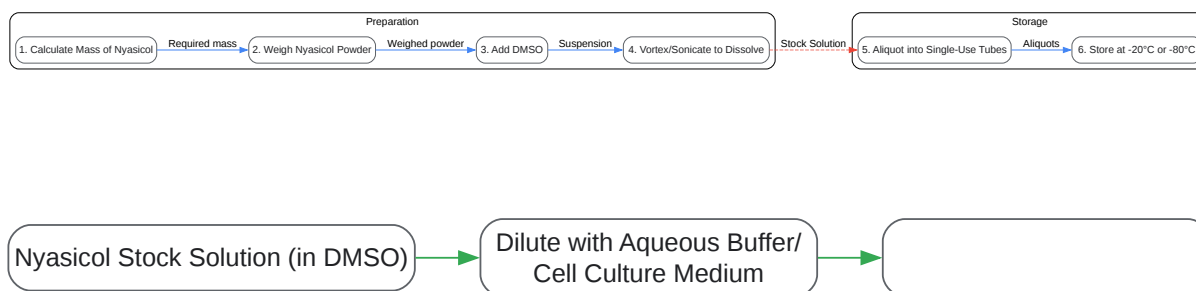 Preparation
Storage
1. Calculate Mass of Nyasicol
Required mass
2. Weigh Nyasicol Powder
Weighed powder
3. Add DMSO
Suspension
4. Vortex/Sonicate to Dissolve
Stock Solution
5. Aliquot into Single-Use Tubes
Aliquots
6. Store at -20°C or -80°C
Nyasicol Stock Solution (in DMSO)
Dilute with Aqueous Buffer/
Cell Culture Medium